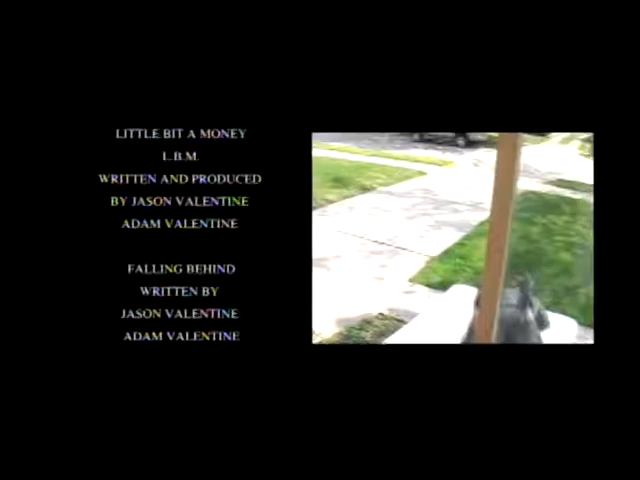 LITTLE BIT A MONEY
L.B.M.
WRITTEN AND PRODUCED
BY JASON VALENTINE
ADAM VALENTINE
FALLING BEHIND
WRITTEN BY
JASON VALENTINE
ADAM VALENTINE